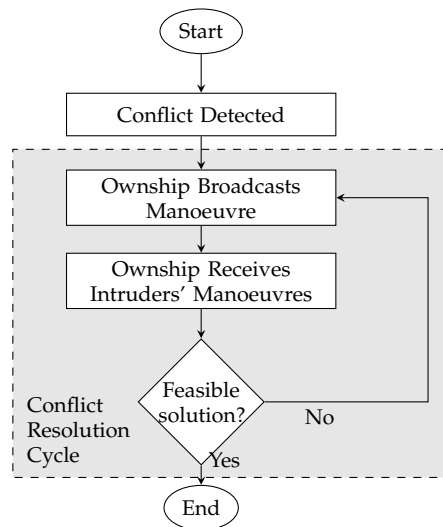 Start
Conflict Detected
Ownship Broadcasts
Manoeuvre
Ownship Receives
Intruders’ Manoeuvres
Feasible
solution?
No
Conflict
Resolution
Cycle
Yes
End